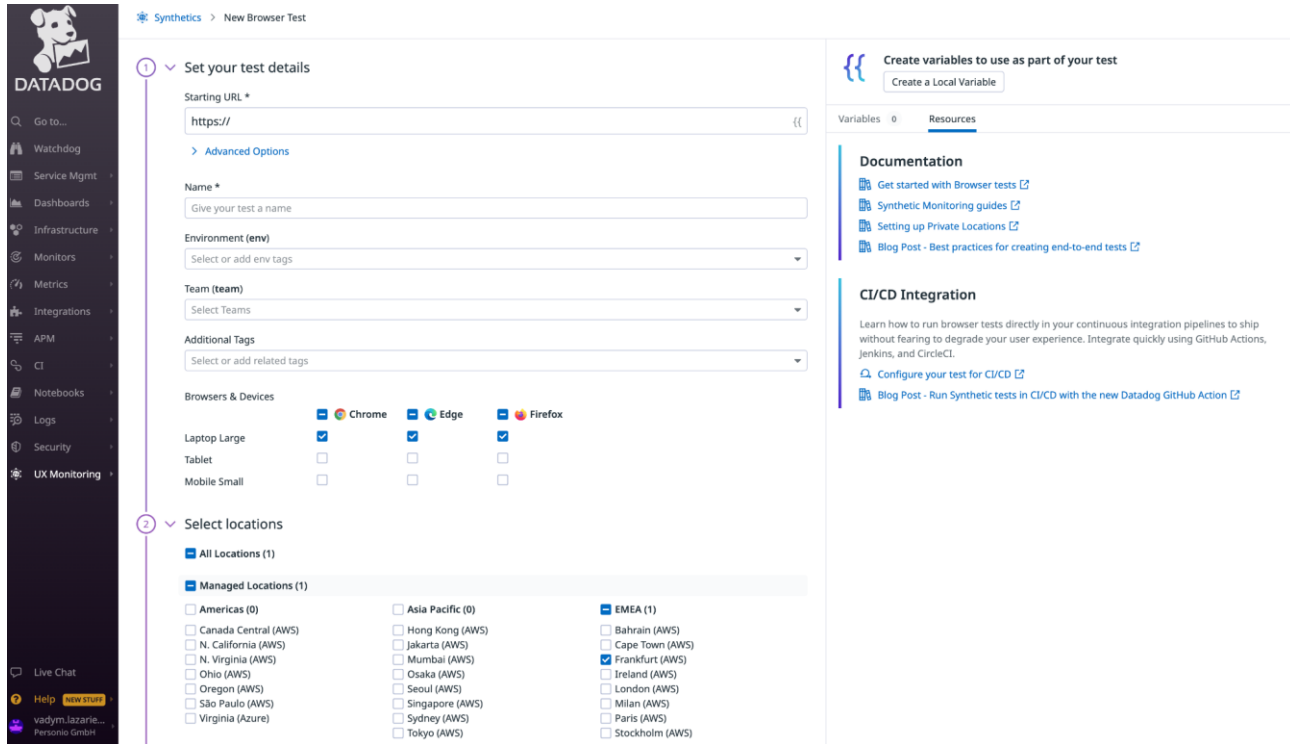 DATADOG
Go to...
Watchdog
Service Mgmt
Dashboards
Infrastructure
Monitors
Metrics
Integrations
APM
CI
Notebooks
Logs
Security
UX Monitoring
Live Chat
Help NEW STUFF
vadym.lazarie...
Personio GmbH
Synthetics > New Browser Test
1 Set your test details
Starting URL *
https:// {{
Advanced Options
Name *
Give your test a name
Environment (env)
Select or add env tags
Team (team)
Select Teams
Additional Tags
Select or add related tags
Browsers & Devices
Chrome Edge Firefox
Laptop Large
Tablet
Mobile Small
2 Select locations
All Locations (1)
Managed Locations (1)
Americas (0) Asia Pacific (0) EMEA (1)
Canada Central (AWS) Hong Kong (AWS) Bahrain (AWS)
N. California (AWS) Jakarta (AWS) Cape Town (AWS)
N. Virginia (AWS) Mumbai (AWS) Frankfurt (AWS)
Ohio (AWS) Osaka (AWS) Ireland (AWS)
Oregon (AWS) Seoul (AWS) London (AWS)
São Paulo (AWS) Singapore (AWS) Milan (AWS)
Virginia (Azure) Sydney (AWS) Paris (AWS)
Tokyo (AWS) Stockholm (AWS)
{{ Create variables to use as part of your test
Create a Local Variable
Variables 0 Resources
Documentation
Get started with Browser tests
Synthetic Monitoring guides
Setting up Private Locations
Blog Post - Best practices for creating end-to-end tests
CI/CD Integration
Learn how to run browser tests directly in your continuous integration pipelines to ship
without fearing to degrade your user experience. Integrate quickly using GitHub Actions,
Jenkins, and CircleCI.
Configure your test for CI/CD
Blog Post - Run Synthetic tests in CI/CD with the new Datadog GitHub Action